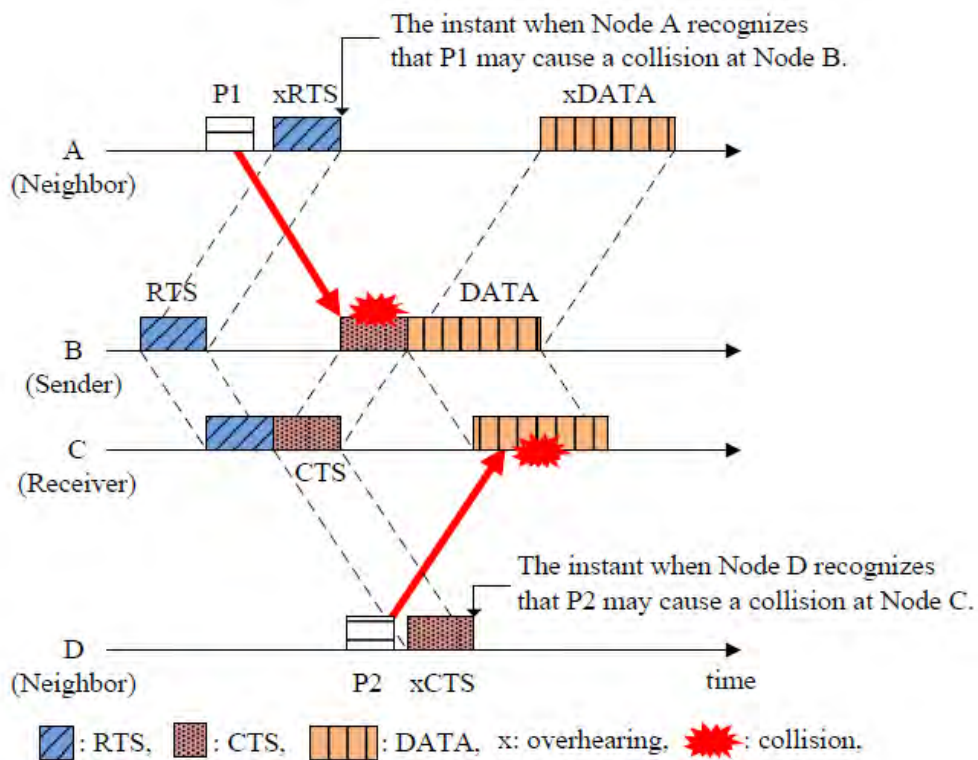 The instant when Node A recognizes
that P1 may cause a collision at Node B.
P1 xRTS
xDATA
A
(Neighbor)
RTS
DATA
B
(Sender)
C
CTS
(Receiver)
The instant when Node D recognizes
that P2 may cause a collision at Node C.
D
(Neighbor)
P2 xCTS
time
: RTS, : CTS, : DATA, x: overhearing, : collision,